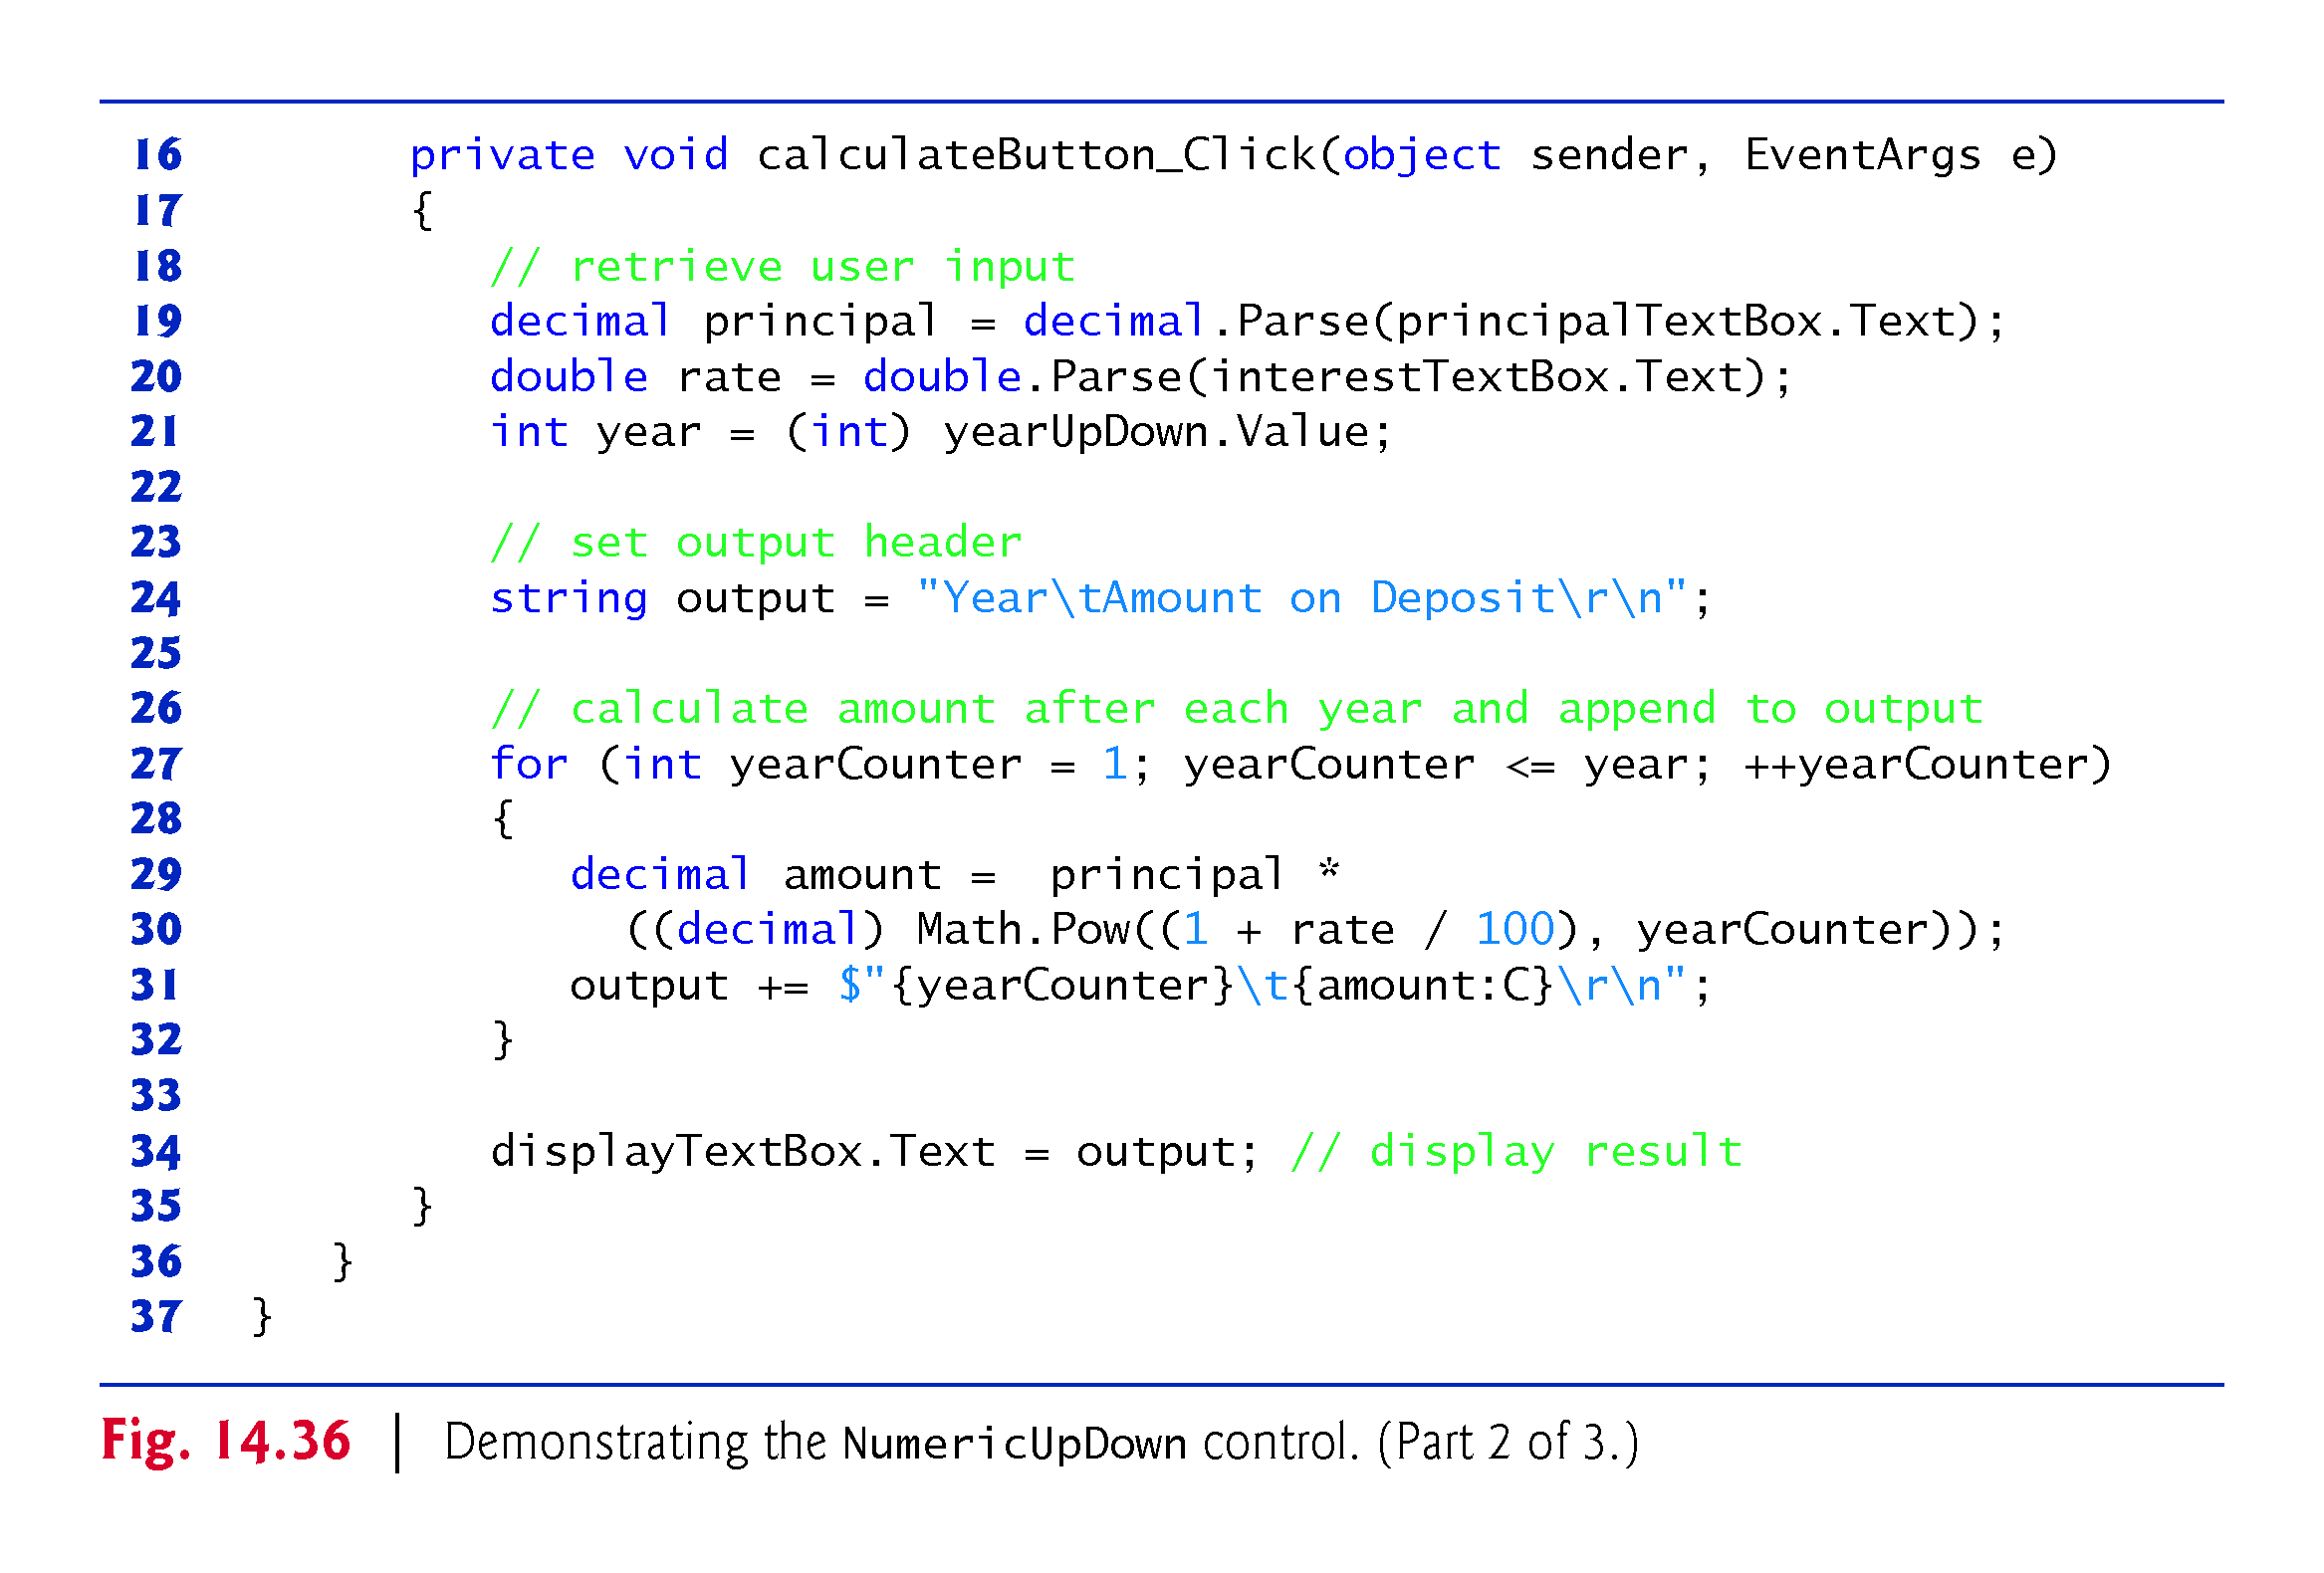 16 private void calculateButton_Click(object sender, EventArgs e)
17 {
18 // retrieve user input
19 decimal principal = decimal.Parse(principalTextBox.Text);
20 double rate = double.Parse(interestTextBox.Text);
21 int year = (int) yearUpDown.Value;
22
23 // set output header
24 string output = "Year\tAmount on Deposit\r\n";
25
26 // calculate amount after each year and append to output
27 for (int yearCounter = 1; yearCounter <= year; ++yearCounter)
28 {
29 decimal amount =  principal *
30 ((decimal) Math.Pow((1 + rate / 100), yearCounter));
31 output += $"{yearCounter}\t{amount:C}\r\n";
32 }
33
34 displayTextBox.Text = output; // display result
35 }
36 }
37 }
Fig. 14.36 | Demonstrating the NumericUpDown control. (Part 2 of 3.)